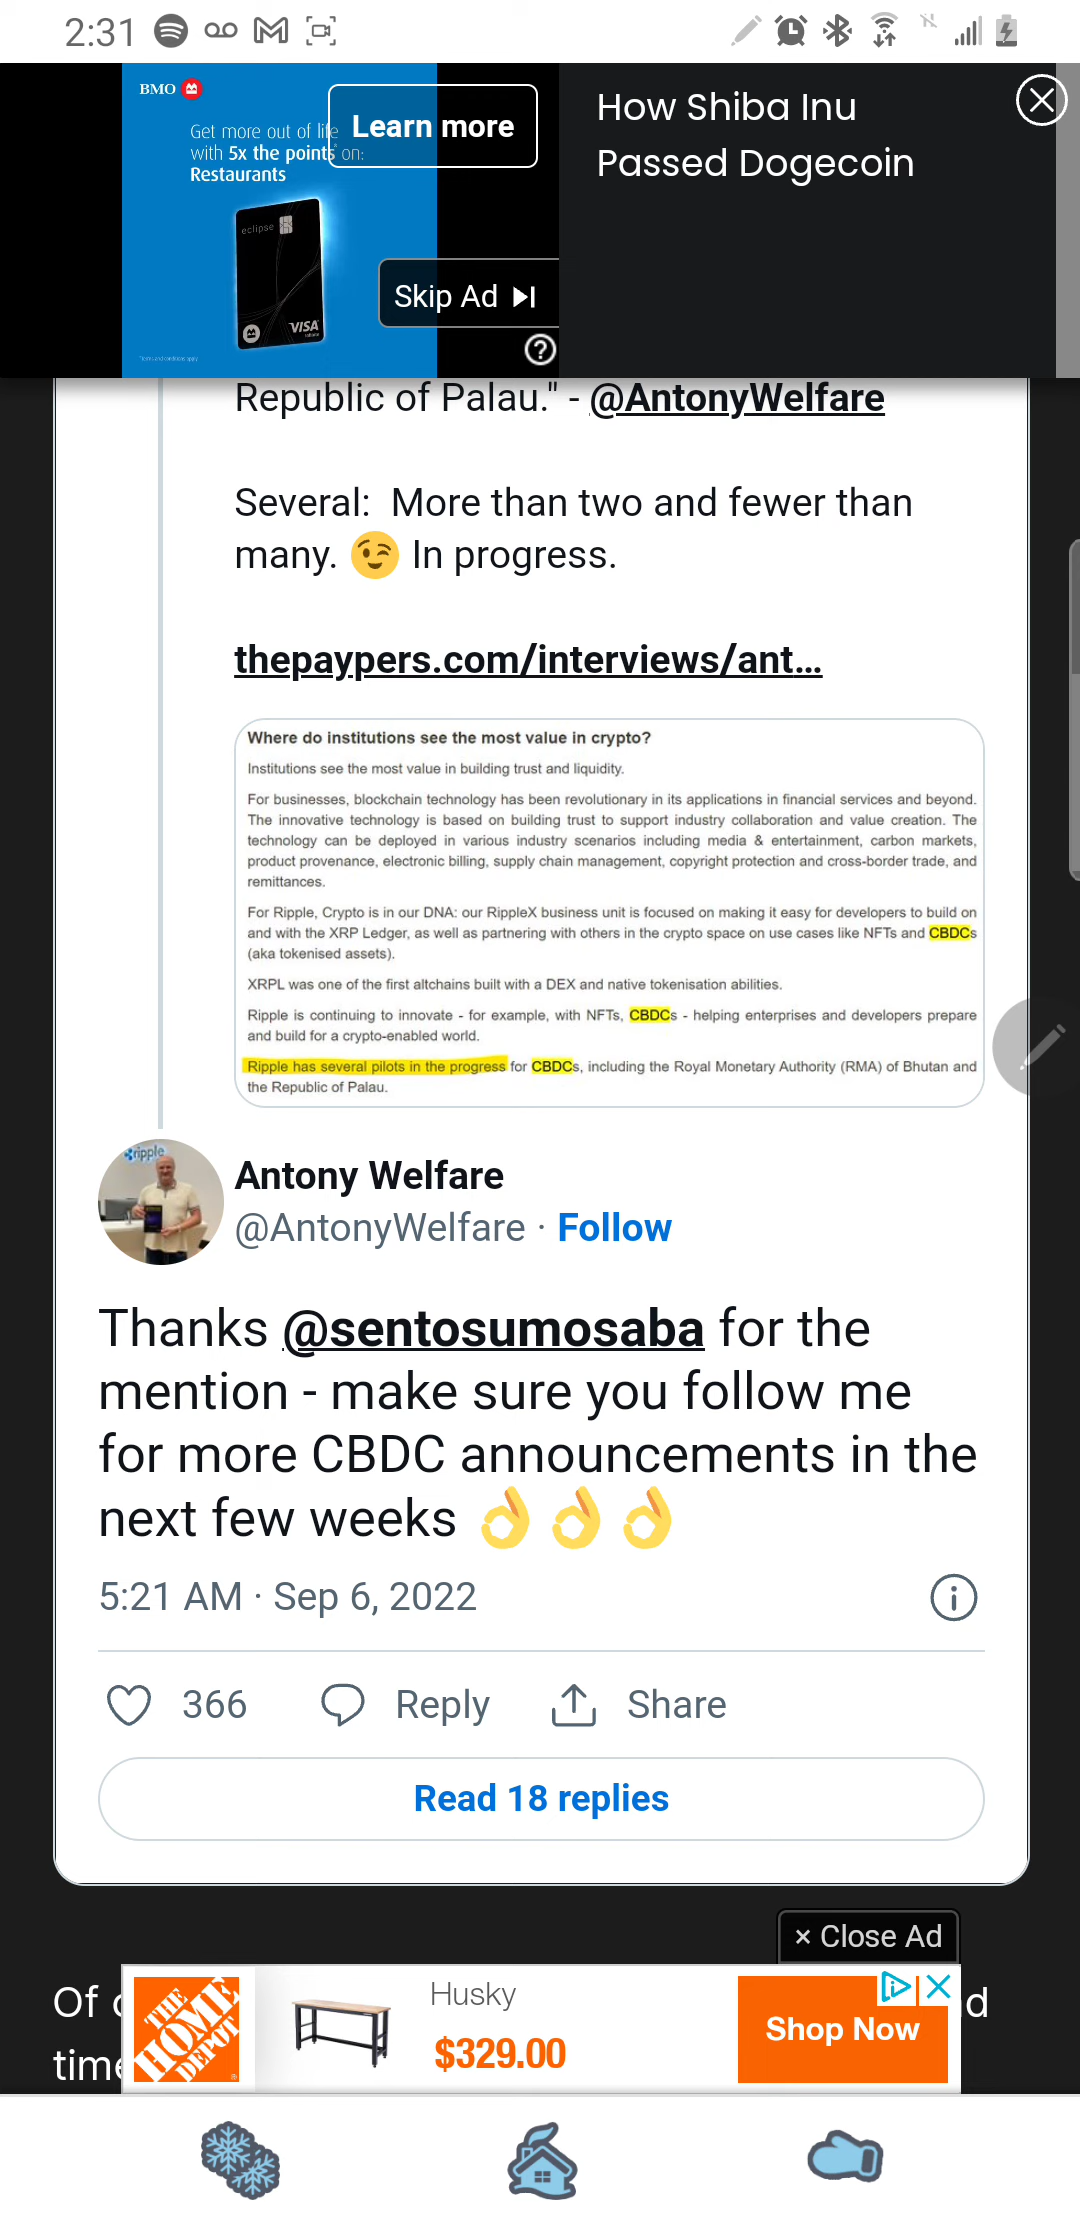 2:31
BMO
Get more out of life
with 5x the points* on:
Restaurants
Learn more
eclipse
VISA
Infinite
*Terms and conditions apply
Skip Ad
How Shiba Inu
Passed Dogecoin
Republic of Palau." - @AntonyWelfare
Several:  More than two and fewer than
many. 😉 In progress.
thepaypers.com/interviews/ant…
Where do institutions see the most value in crypto?
Institutions see the most value in building trust and liquidity.
For businesses, blockchain technology has been revolutionary in its applications in financial services and beyond.
The innovative technology is based on building trust to support industry collaboration and value creation. The
technology can be deployed in various industry scenarios including media & entertainment, carbon markets,
product provenance, electronic billing, supply chain management, copyright protection and cross-border trade, and
remittances.
For Ripple, Crypto is in our DNA: our RippleX business unit is focused on making it easy for developers to build on
and with the XRP Ledger, as well as partnering with others in the crypto space on use cases like NFTs and CBDCs
(aka tokenised assets).
XRPL was one of the first altchains built with a DEX and native tokenisation abilities.
Ripple is continuing to innovate - for example, with NFTs, CBDCs - helping enterprises and developers prepare
and build for a crypto-enabled world.
Ripple has several pilots in the progress for CBDCs, including the Royal Monetary Authority (RMA) of Bhutan and
the Republic of Palau.
ripple
Antony Welfare
@AntonyWelfare · Follow
Thanks @sentosumosaba for the
mention - make sure you follow me
for more CBDC announcements in the
next few weeks 👌👌👌
5:21 AM · Sep 6, 2022
366 Reply Share
Read 18 replies
× Close Ad
Of
time
THE
HOME
DEPOT
Husky
$329.00
Shop Now